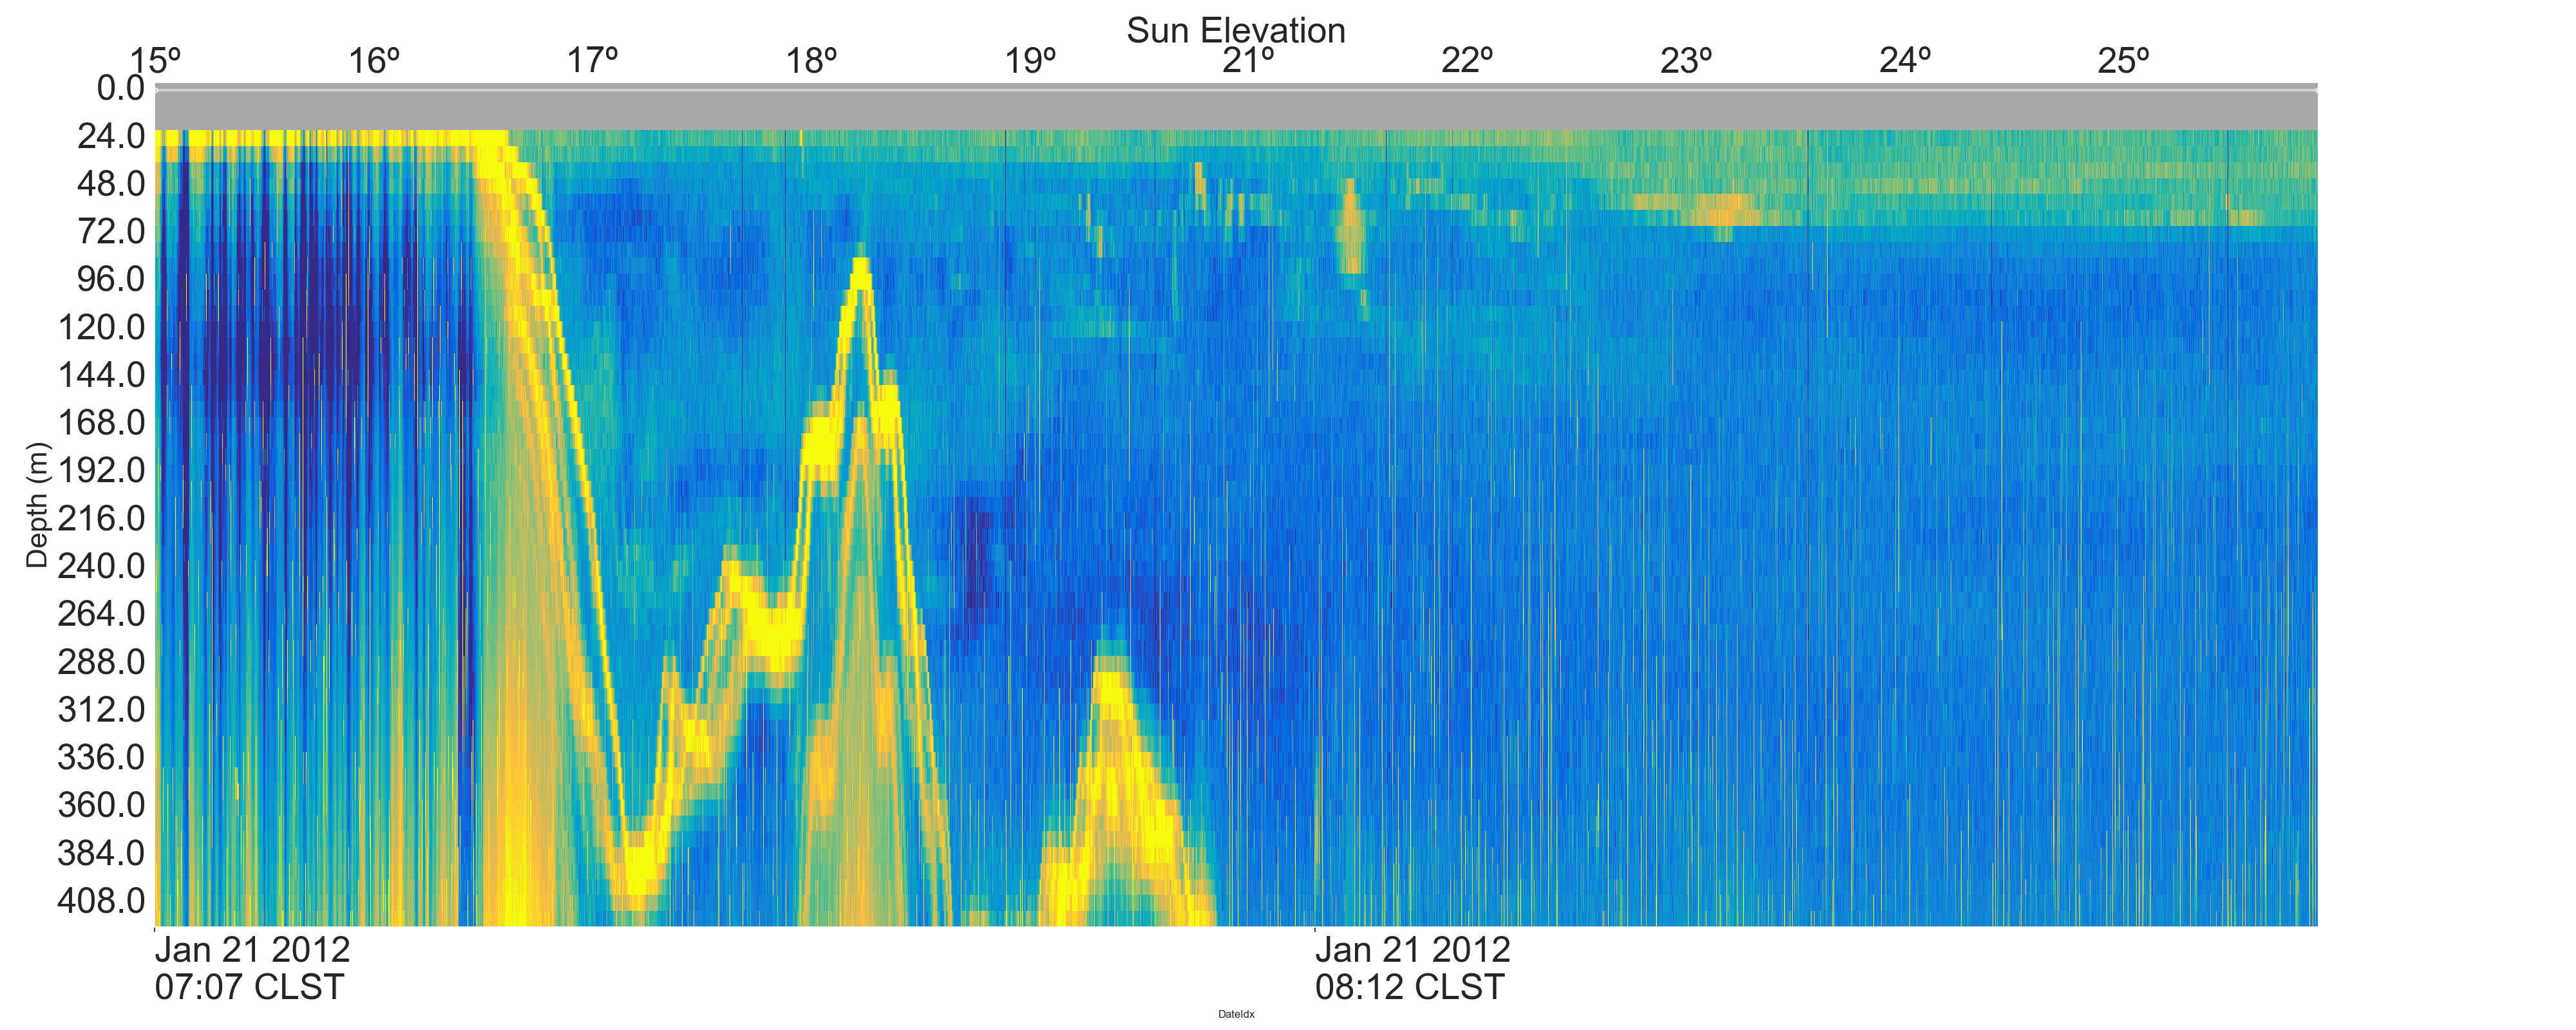 Sun Elevation
15º 16º 17º 18º 19º 21º 22º 23º 24º 25º
0.0
24.0
48.0
72.0
96.0
120.0
144.0
168.0
192.0
216.0
240.0
264.0
288.0
312.0
336.0
360.0
384.0
408.0
Depth (m)
Jan 21 2012
07:07 CLST
Jan 21 2012
08:12 CLST
DateIdx